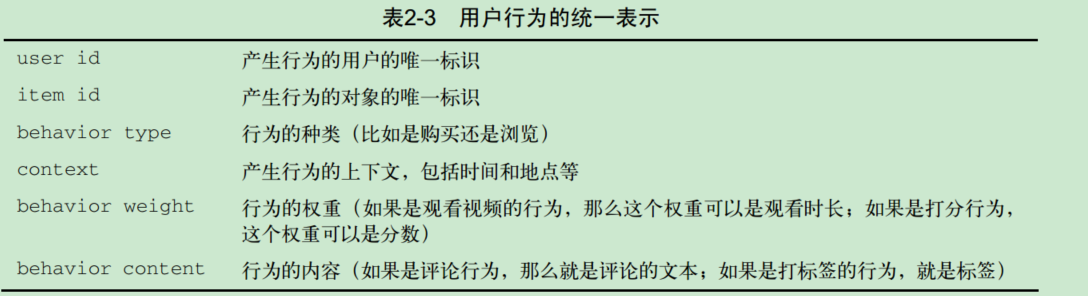 表2-3 用户行为的统一表示
user id 产生行为的用户的唯一标识
item id 产生行为的对象的唯一标识
behavior type 行为的种类（比如是购买还是浏览）
context 产生行为的上下文，包括时间和地点等
behavior weight 行为的权重（如果是观看视频的行为，那么这个权重可以是观看时长；如果是打分行为，
这个权重可以是分数）
behavior content 行为的内容（如果是评论行为，那么就是评论的文本；如果是打标签的行为，就是标签）